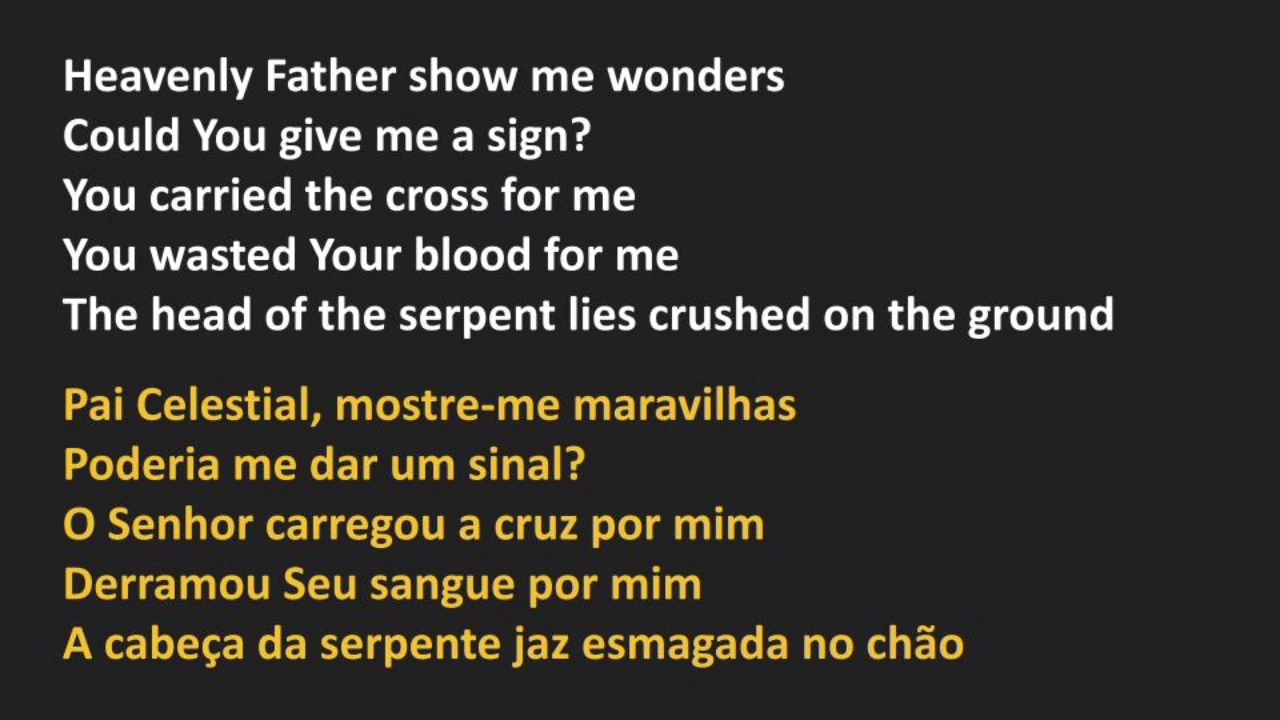 Heavenly Father show me wonders
Could You give me a sign?
You carried the cross for me
You wasted Your blood for me
The head of the serpent lies crushed on the ground
Pai Celestial, mostre-me maravilhas
Poderia me dar um sinal?
O Senhor carregou a cruz por mim
Derramou Seu sangue por mim
A cabeça da serpente jaz esmagada no chão